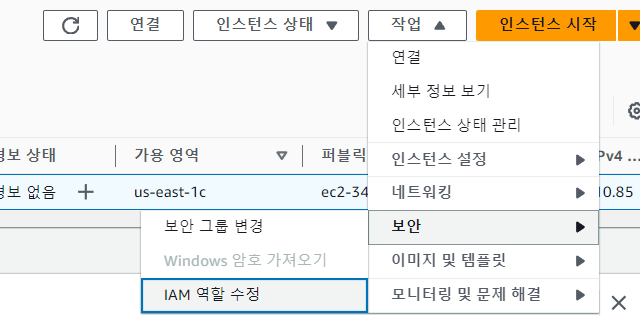 연결
인스턴스 상태
작업
인스턴스 시작
연결
세부 정보 보기
인스턴스 상태 관리
경보 상태
가용 영역
퍼블릭
인스턴스 설정
Pv4 ...
경보 없음
us-east-1c
ec2-34
네트워킹
10.85
보안 그룹 변경
보안
Windows 암호 가져오기
이미지 및 템플릿
IAM 역할 수정
모니터링 및 문제 해결